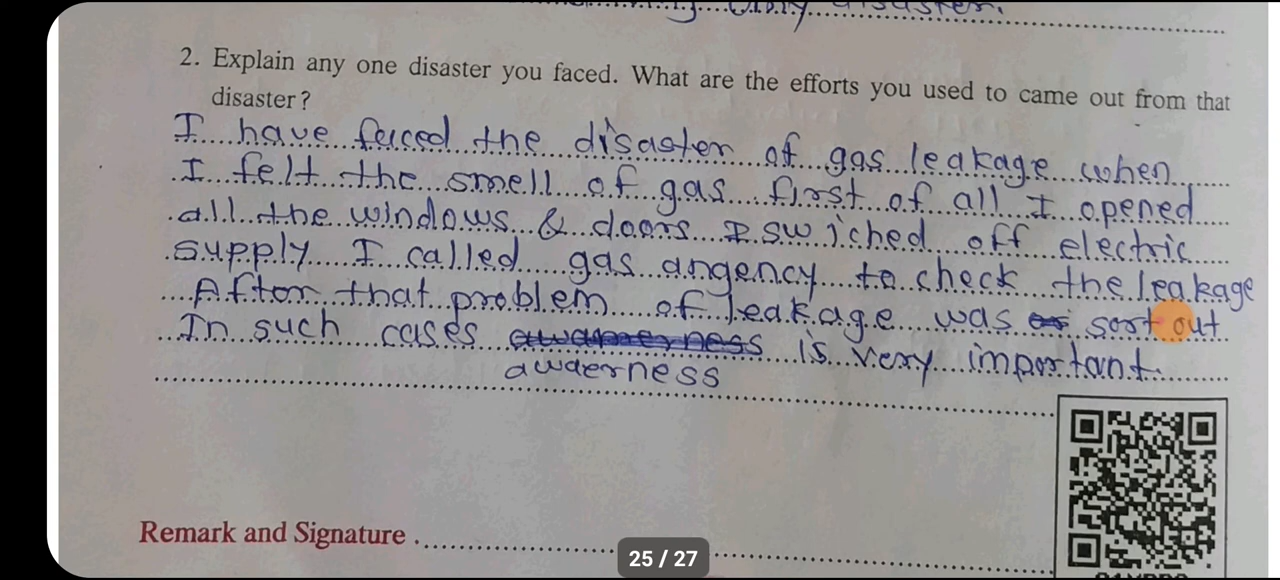 any disaster.
2. Explain any one disaster you faced. What are the efforts you used to came out from that
disaster?
I have faced the disaster of gas leakage when
I felt the smell of gas first of all I opened
all the windows & doors I swiched off electric
supply I called gas angency to check the leakage
After that problem of leakage was sort out
In such cases awaerness is very important.
Remark and Signature
25 / 27